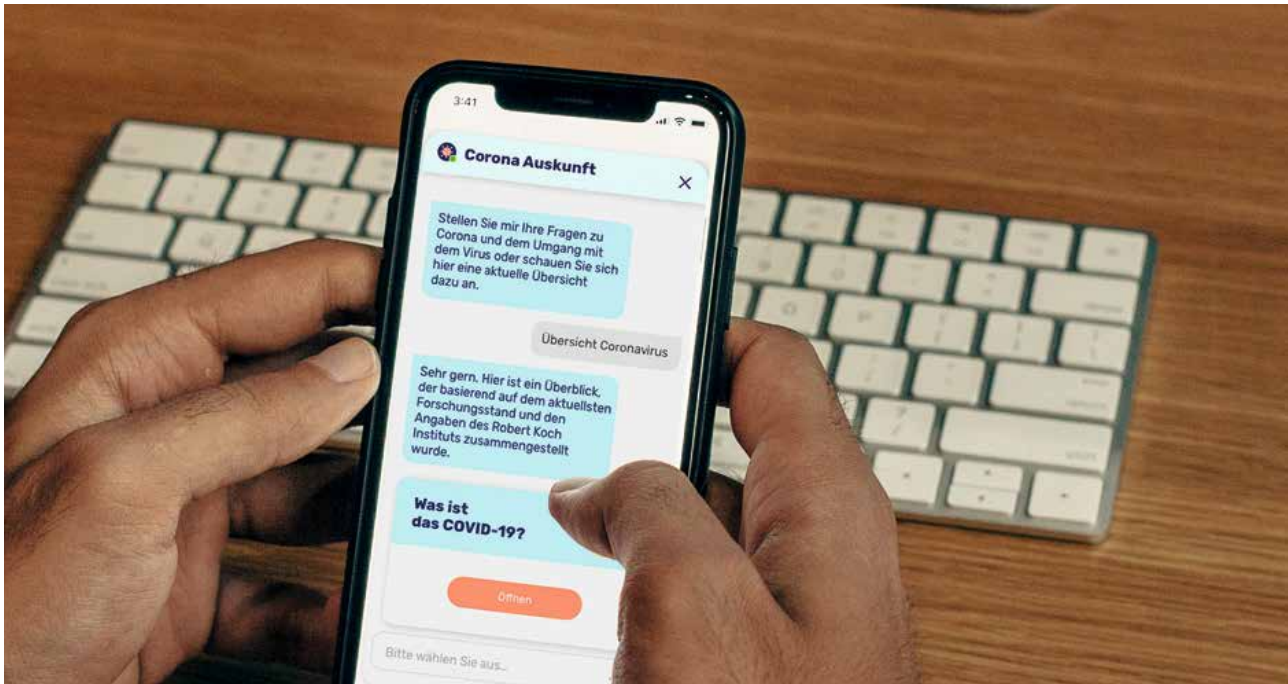 3:41
Corona Auskunft
Stellen Sie mir Ihre Fragen zu
Corona und dem Umgang mit
dem Virus oder schauen Sie sich
hier eine aktuelle Übersicht
dazu an.
Übersicht Coronavirus
Sehr gern. Hier ist ein Überblick,
der basierend auf dem aktuellsten
Forschungsstand und den
Angaben des Robert Koch
Instituts zusammengestellt
wurde.
Was ist
das COVID-19?
Öffnen
Bitte wählen Sie aus...